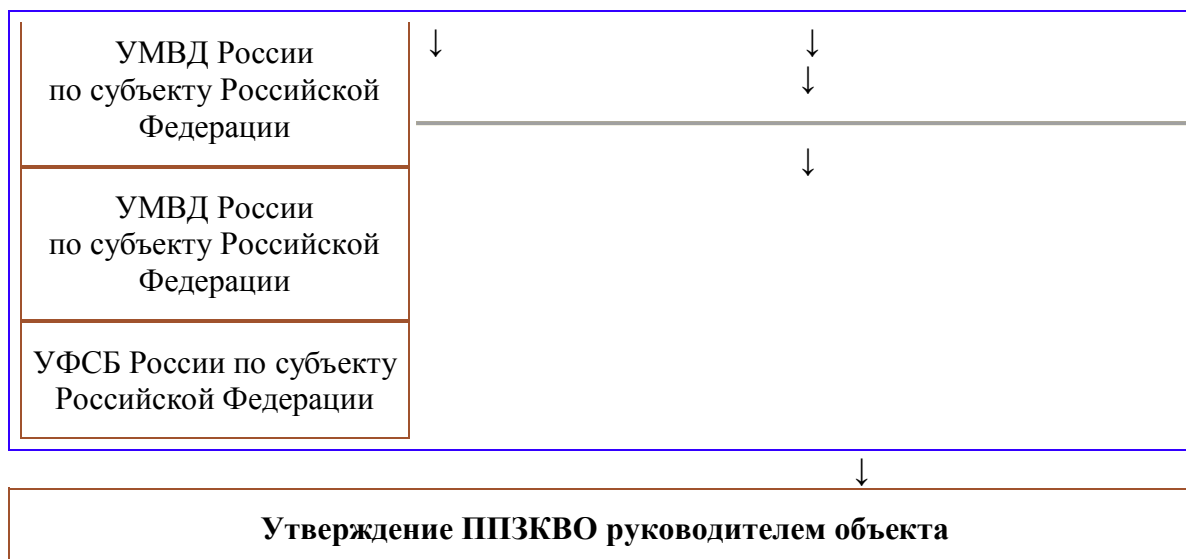 УМВД России
по субъекту Российской
Федерации
↓ ↓
↓
↓
УМВД России
по субъекту Российской
Федерации
УФСБ России по субъекту
Российской Федерации
↓
Утверждение ППЗКВО руководителем объекта